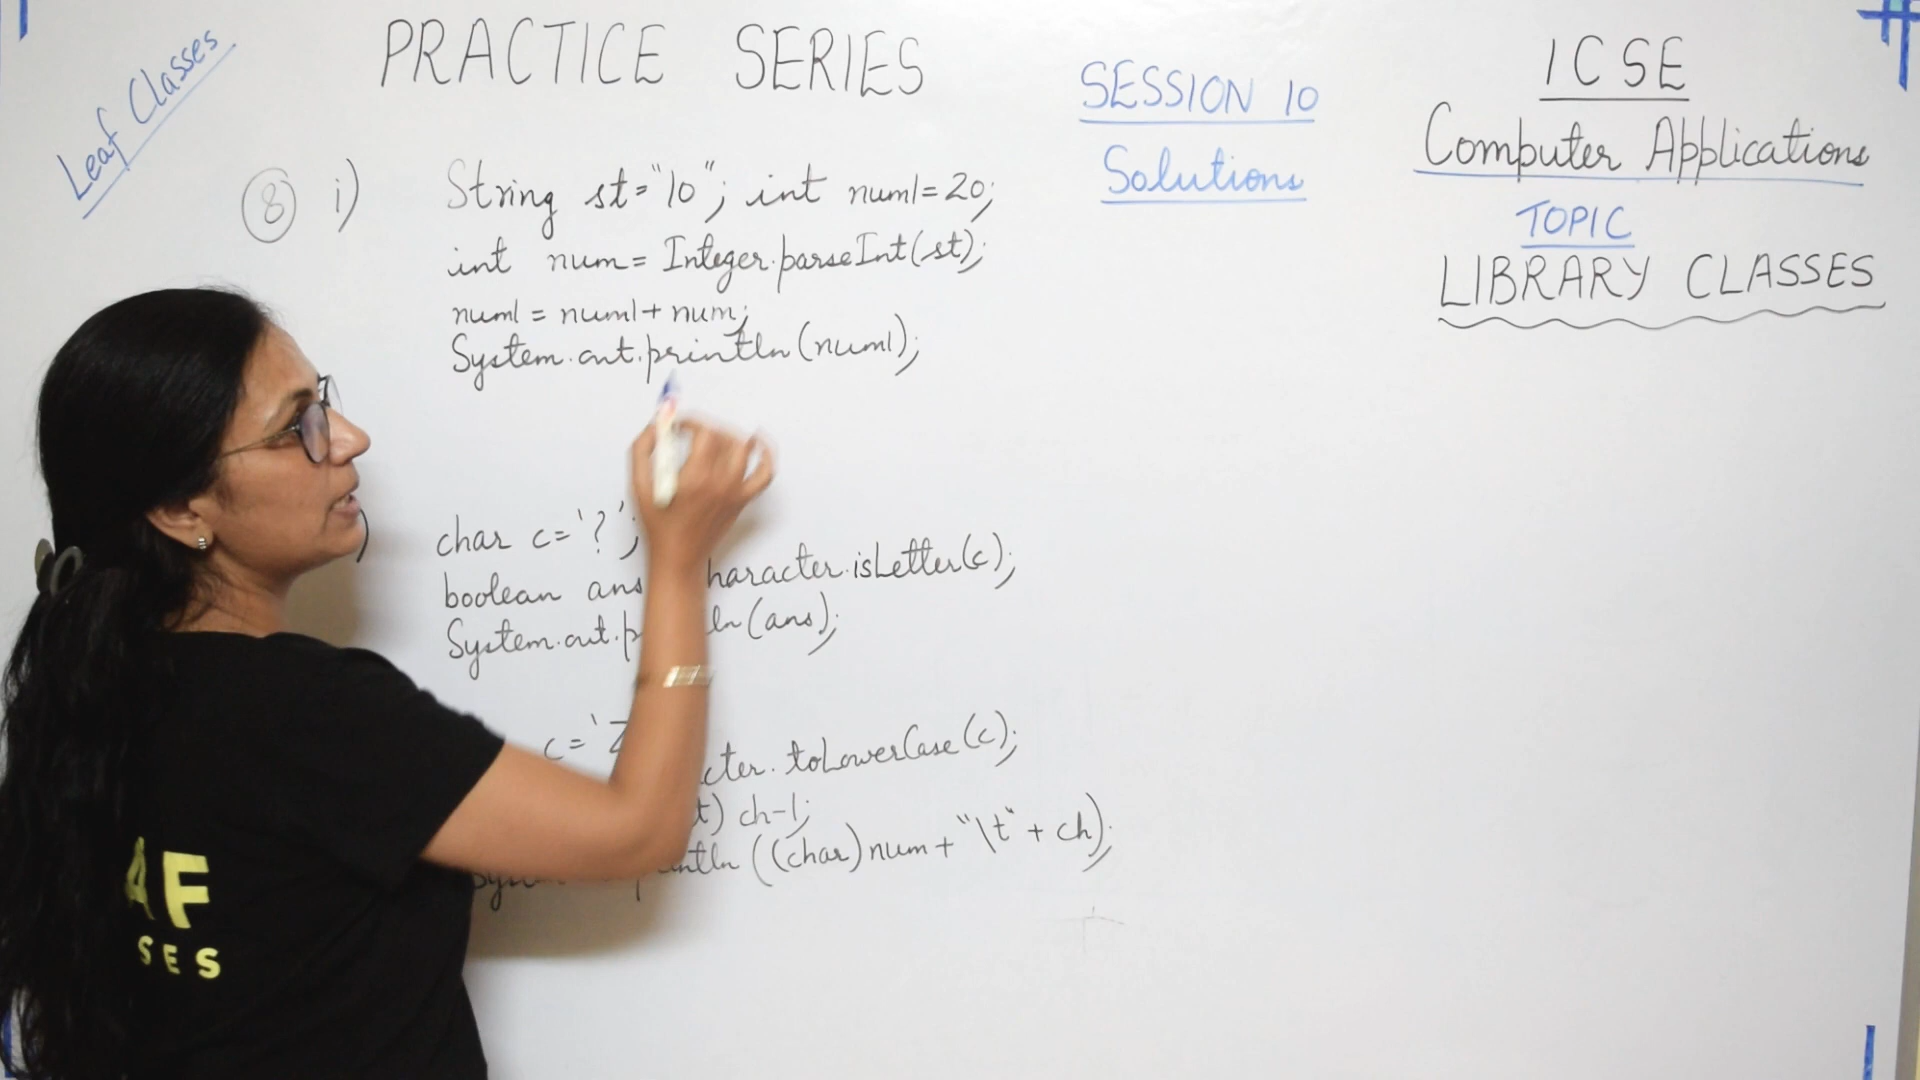 Leaf Classes
PRACTICE SERIES
SESSION 10
Solutions
ICSE
Computer Applications
TOPIC
LIBRARY CLASSES
8 i) String st="10"; int num1=20;
int num= Integer.parseInt(st);
num1 = num1+num;
System.out.println(num1);
) char c='?';
boolean ans haracter.isLetter(c);
System.out.p ln(ans);
c='Z cter.toLowerCase(c);
t) ch-1;
Sys ntln((char)num+"\t"+ch);
AF
SES